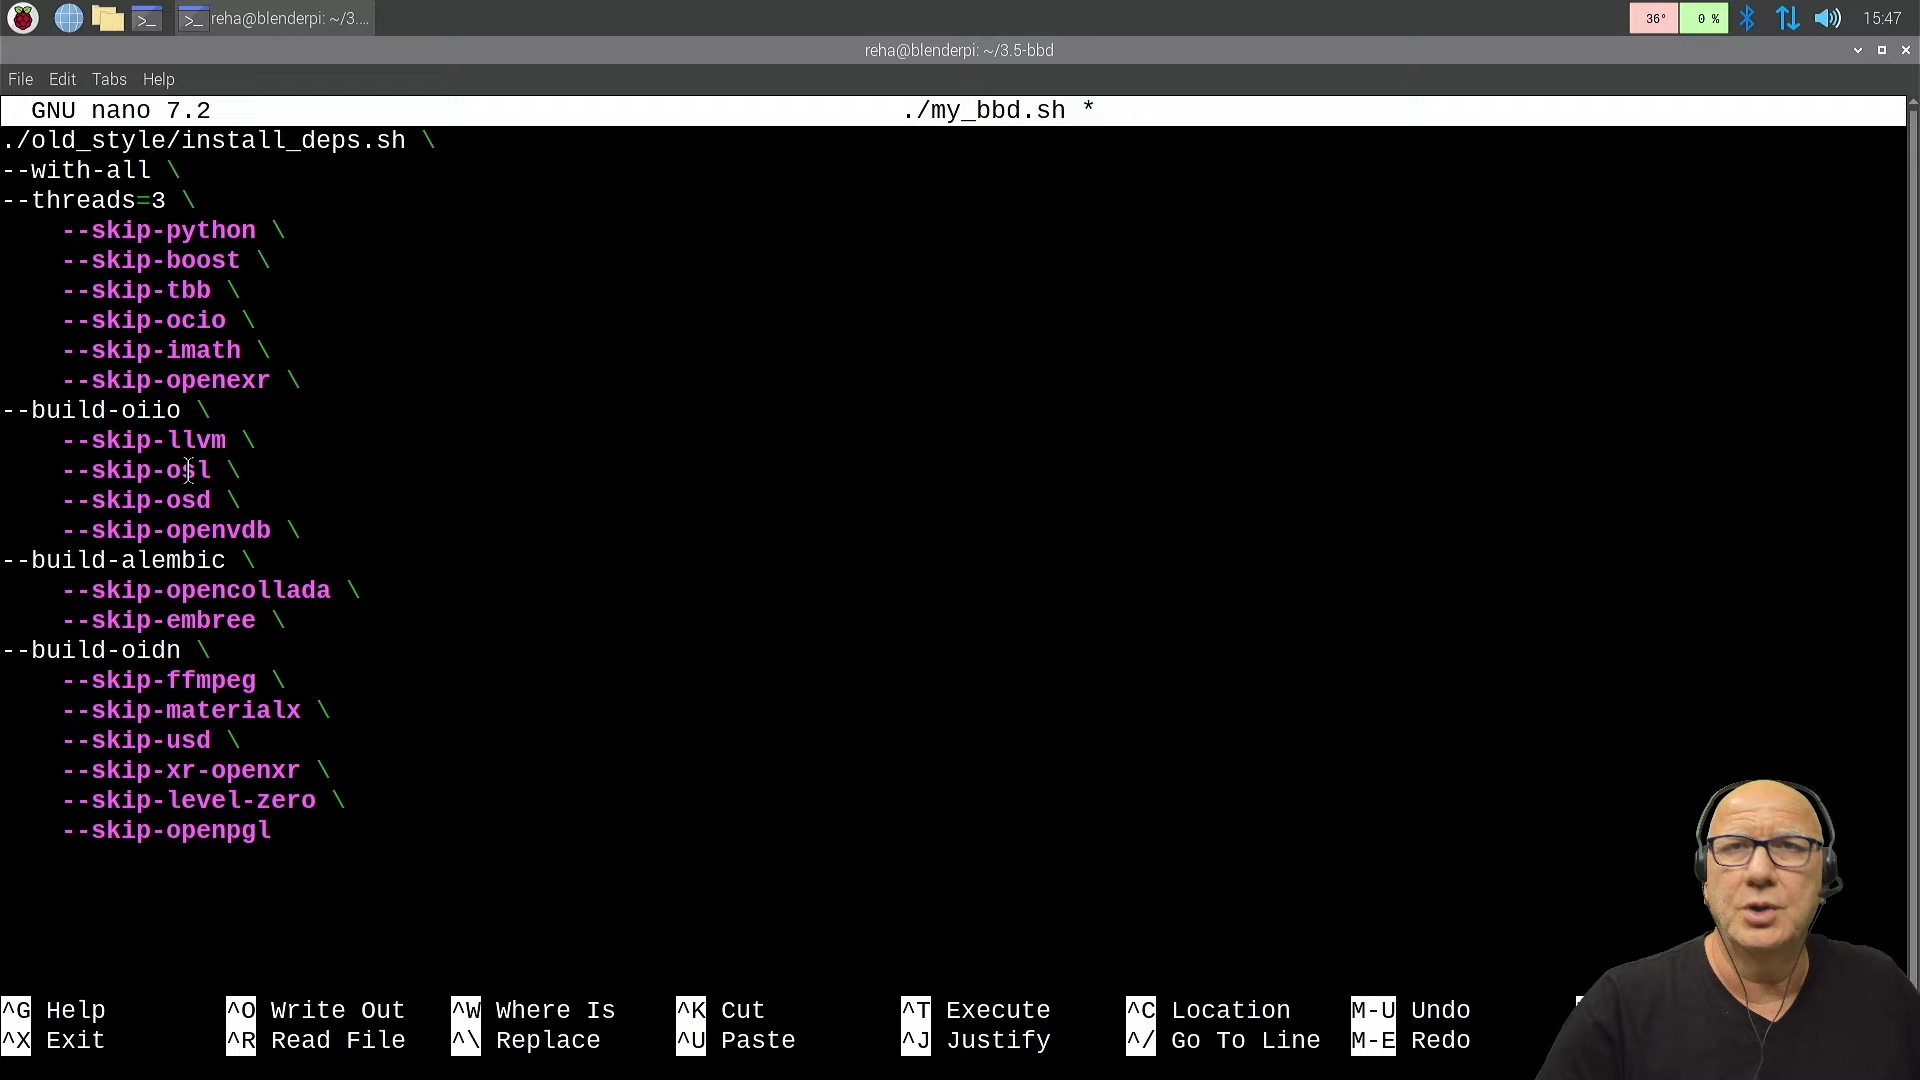 reha@blenderpi: ~/3....
36°
0 %
15:47
reha@blenderpi: ~/3.5-bbd
File Edit Tabs Help
GNU nano 7.2
./my_bbd.sh *
./old_style/install_deps.sh \
--with-all \
--threads=3 \
--skip-python \
--skip-boost \
--skip-tbb \
--skip-ocio \
--skip-imath \
--skip-openexr \
--build-oiio \
--skip-llvm \
--skip-osl \
--skip-osd \
--skip-openvdb \
--build-alembic \
--skip-opencollada \
--skip-embree \
--build-oidn \
--skip-ffmpeg \
--skip-materialx \
--skip-usd \
--skip-xr-openxr \
--skip-level-zero \
--skip-openpgl
^G Help ^O Write Out ^W Where Is ^K Cut ^T Execute ^C Location M-U Undo
^X Exit ^R Read File ^\ Replace ^U Paste ^J Justify ^/ Go To Line M-E Redo